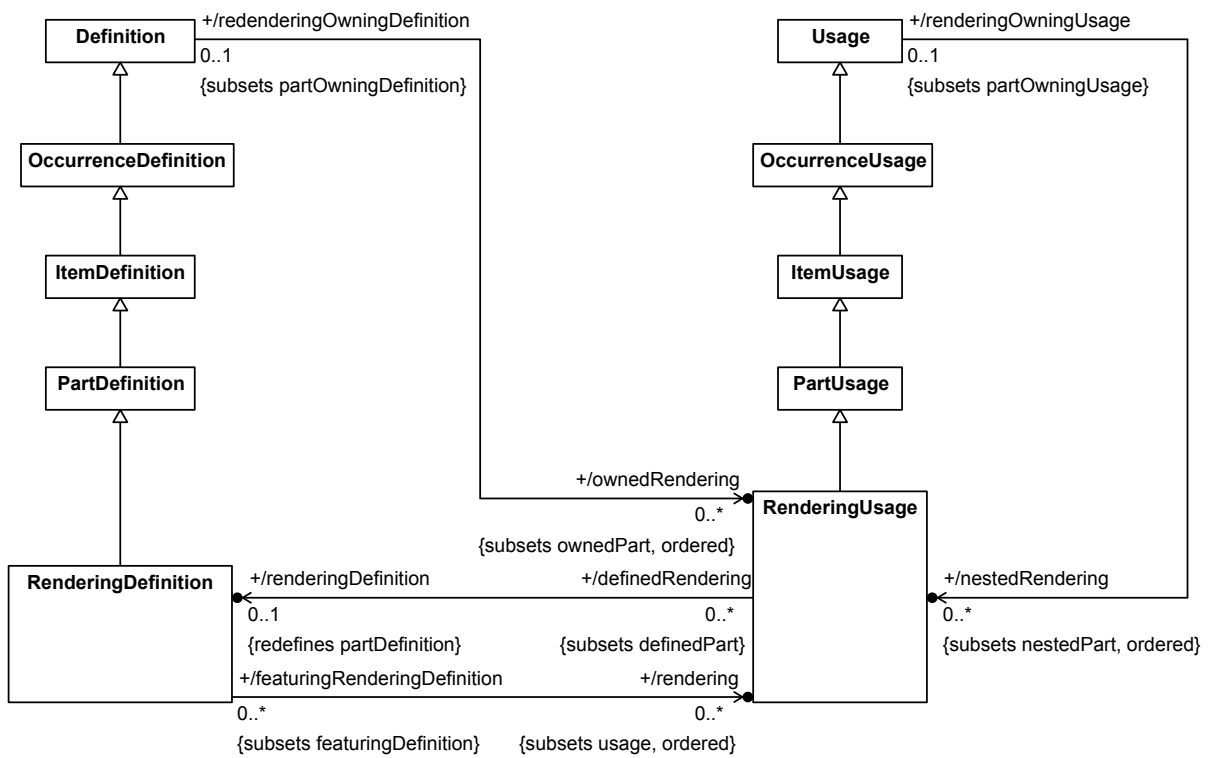 +/redenderingOwningDefinition
+/renderingOwningUsage
Definition
Usage
0..1
0..1
{subsets partOwningDefinition}
{subsets partOwningUsage}
OccurrenceDefinition
OccurrenceUsage
ItemDefinition
ItemUsage
PartDefinition
PartUsage
+/ownedRendering
RenderingUsage
0..*
{subsets ownedPart, ordered}
RenderingDefinition
+/renderingDefinition
+/definedRendering
+/nestedRendering
0..1
0..*
0..*
{redefines partDefinition}
{subsets definedPart}
{subsets nestedPart, ordered}
+/featuringRenderingDefinition
+/rendering
0..*
0..*
{subsets featuringDefinition}
{subsets usage, ordered}